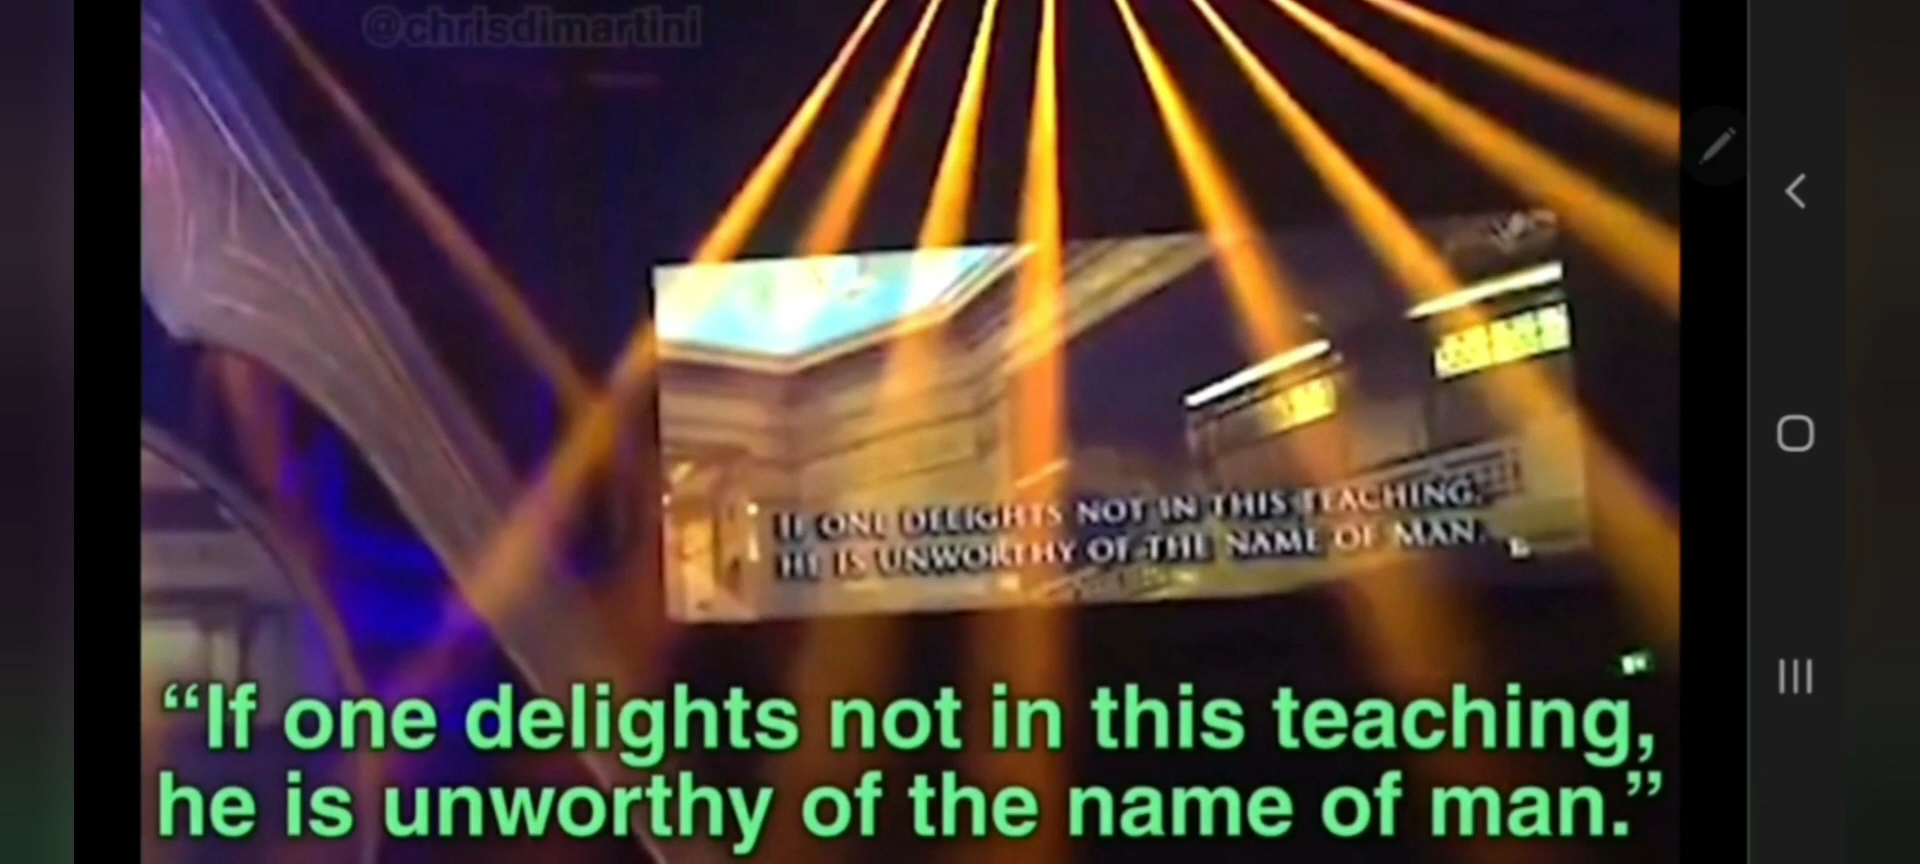 @chrisdimartini
IF ONE DELIGHTS NOT IN THIS TEACHING,
HE IS UNWORTHY OF THE NAME OF MAN.
“If one delights not in this teaching,
he is unworthy of the name of man.”